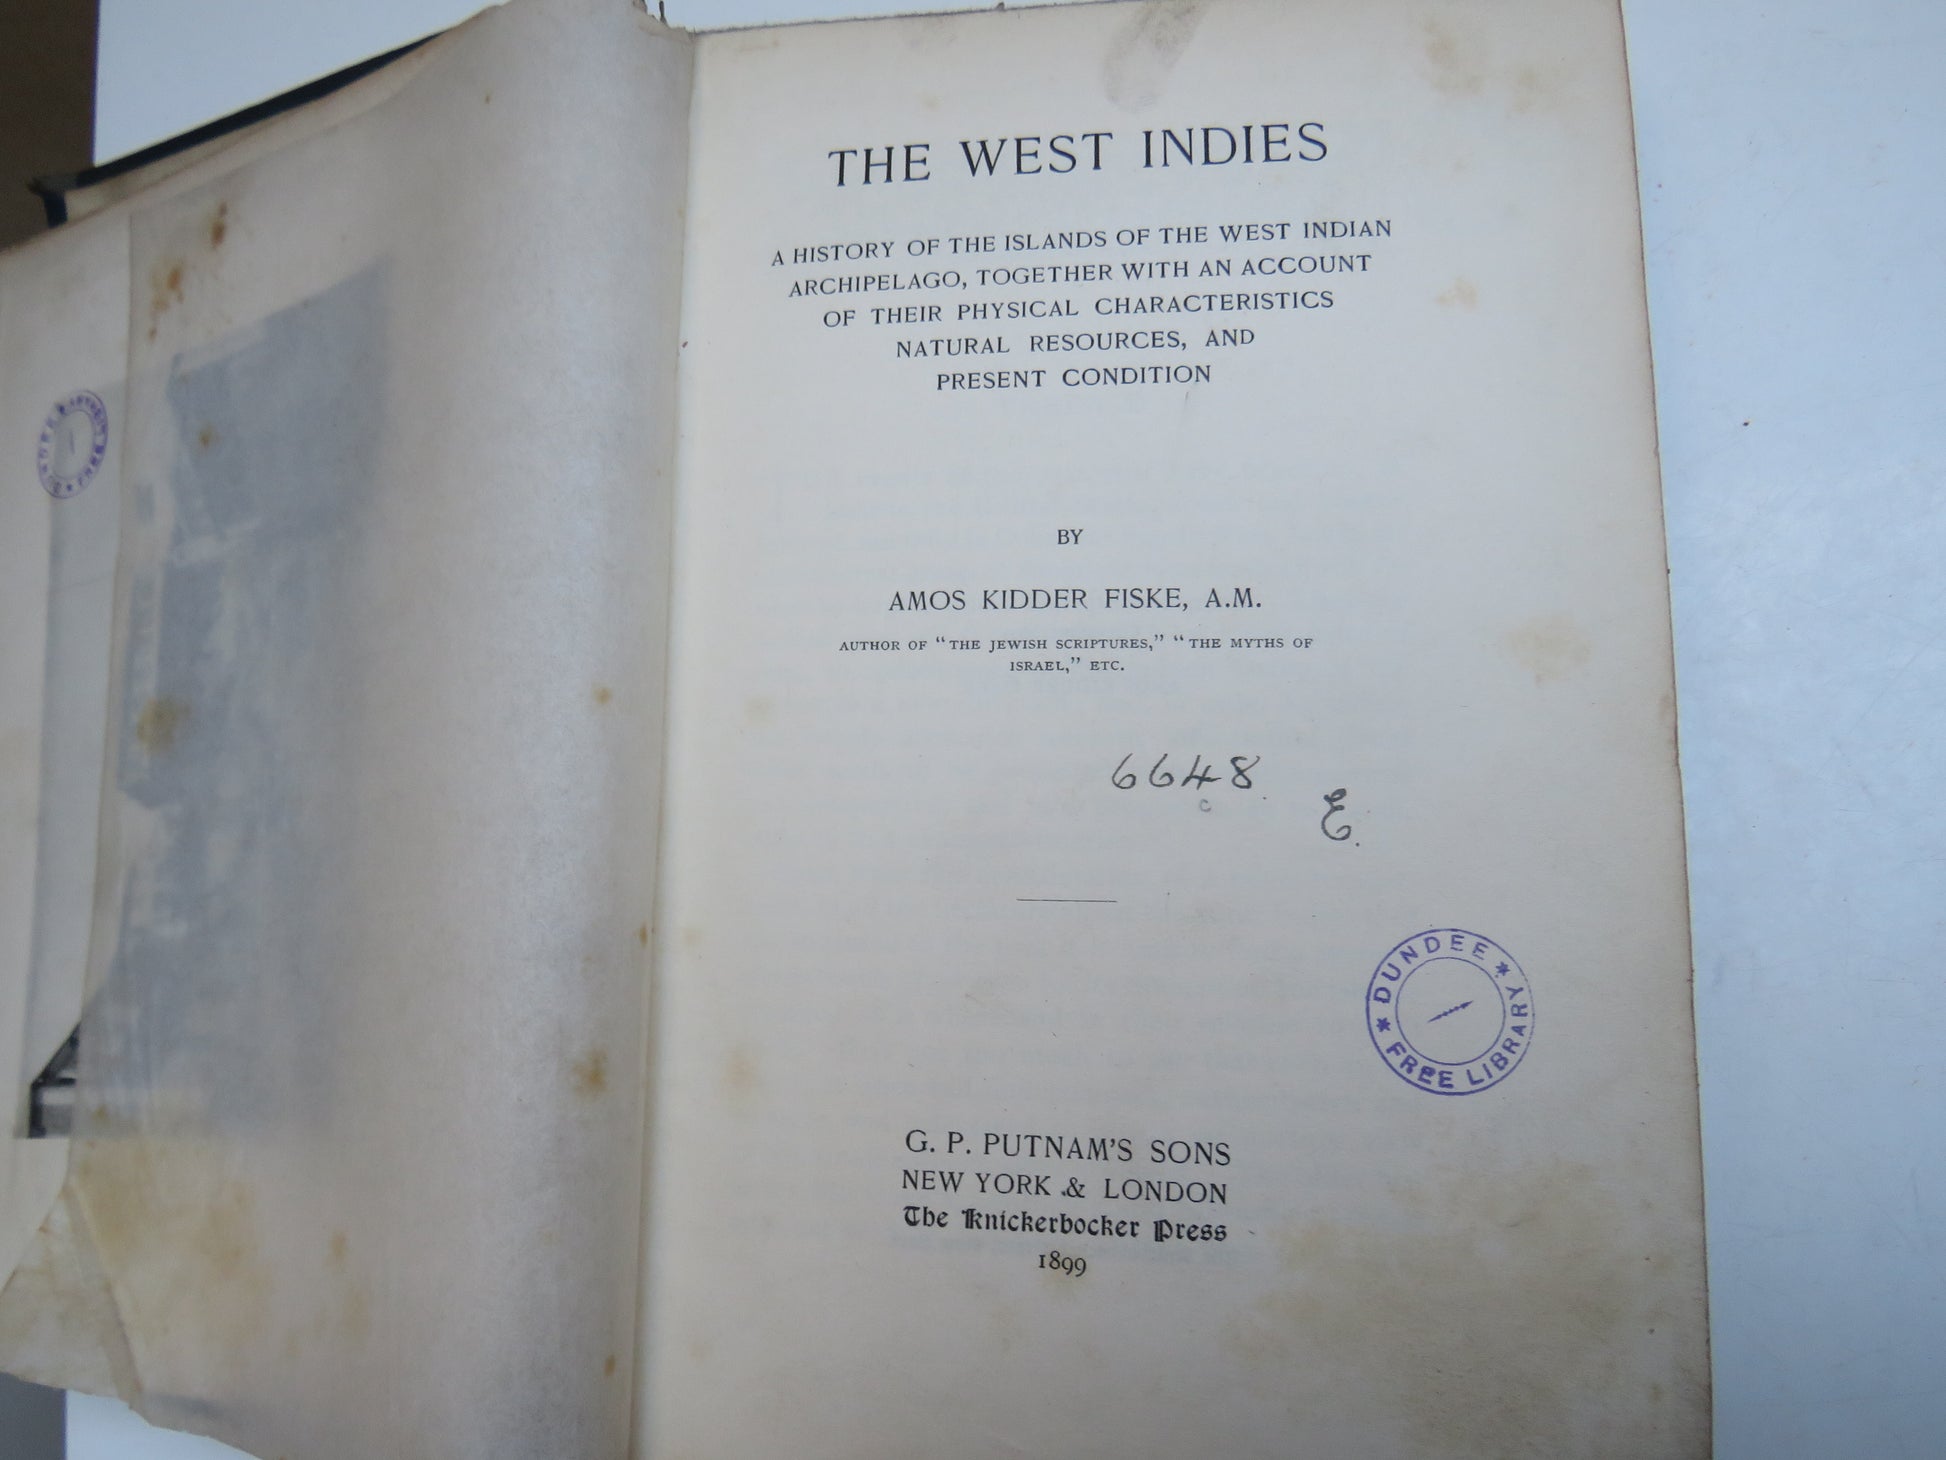 THE WEST INDIES
A HISTORY OF THE ISLANDS OF THE WEST INDIAN
ARCHIPELAGO, TOGETHER WITH AN ACCOUNT
OF THEIR PHYSICAL CHARACTERISTICS
NATURAL RESOURCES, AND
PRESENT CONDITION
BY
AMOS KIDDER FISKE, A.M.
AUTHOR OF “THE JEWISH SCRIPTURES,” “THE MYTHS OF
ISRAEL,” ETC.
6648
E.
DUNDEE * FREE LIBRARY *
G. P. PUTNAM'S SONS
NEW YORK & LONDON
The Knickerbocker Press
1899